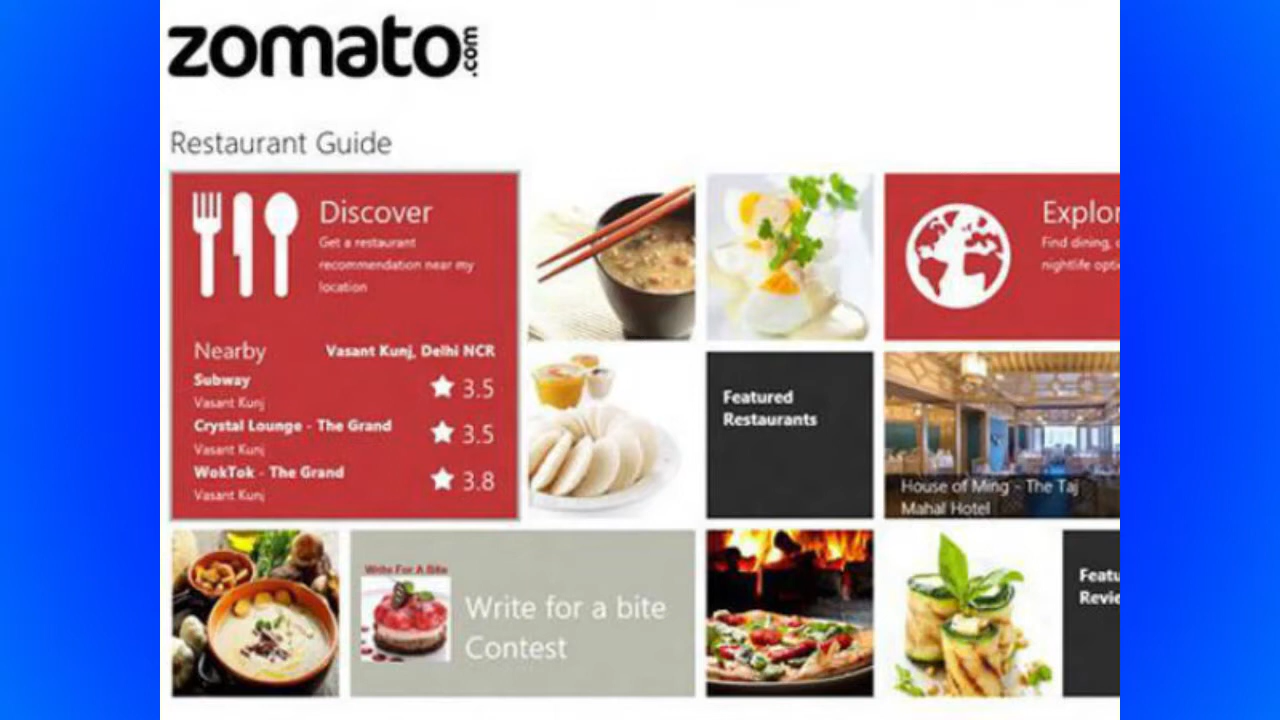 zomato.com
Restaurant Guide
Discover
Get a restaurant
recommendation near my
location
Nearby
Vasant Kunj, Delhi NCR
Subway
3.5
Vasant Kunj
Crystal Lounge - The Grand
3.5
Vasant Kunj
WokTok - The Grand
3.8
Vasant Kunj
Explor
Find dining,
nightlife opti
Featured
Restaurants
House of Ming - The Taj
Mahal Hotel
Write For A Bite
Write for a bite
Contest
Featu
Revie